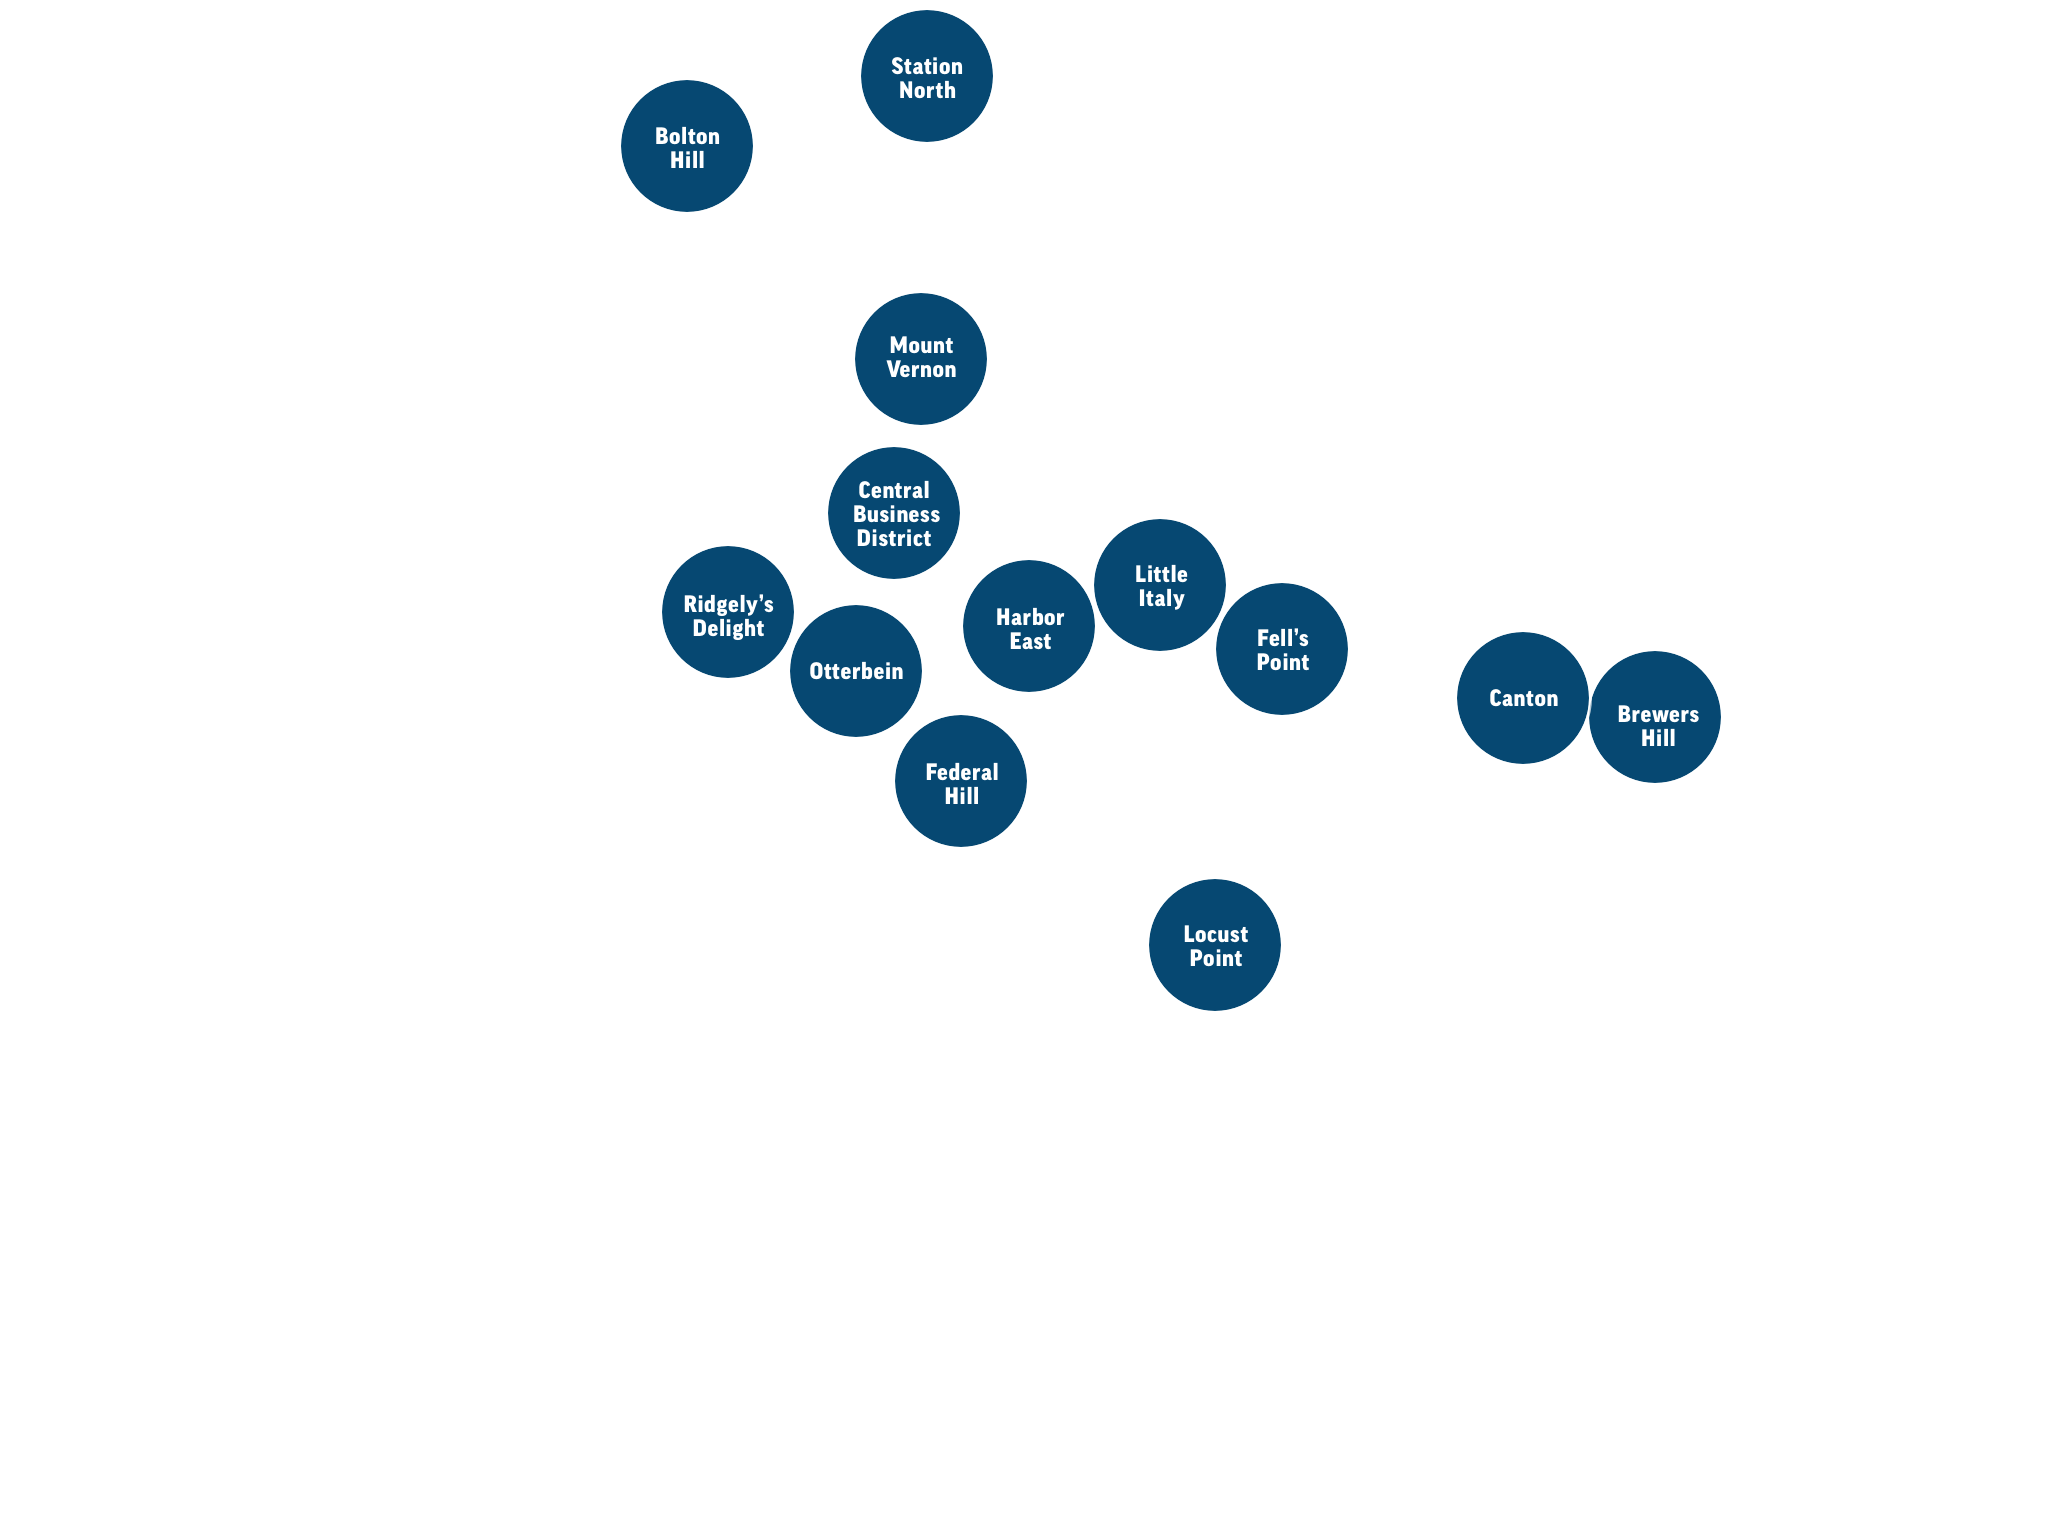 Station
North
Bolton
Hill
Mount
Vernon
Central
Business
District
Little
Italy
Ridgely’s
Delight
Harbor
East
Fell’s
Point
Otterbein
Canton
Brewers
Hill
Federal
Hill
Locust
Point